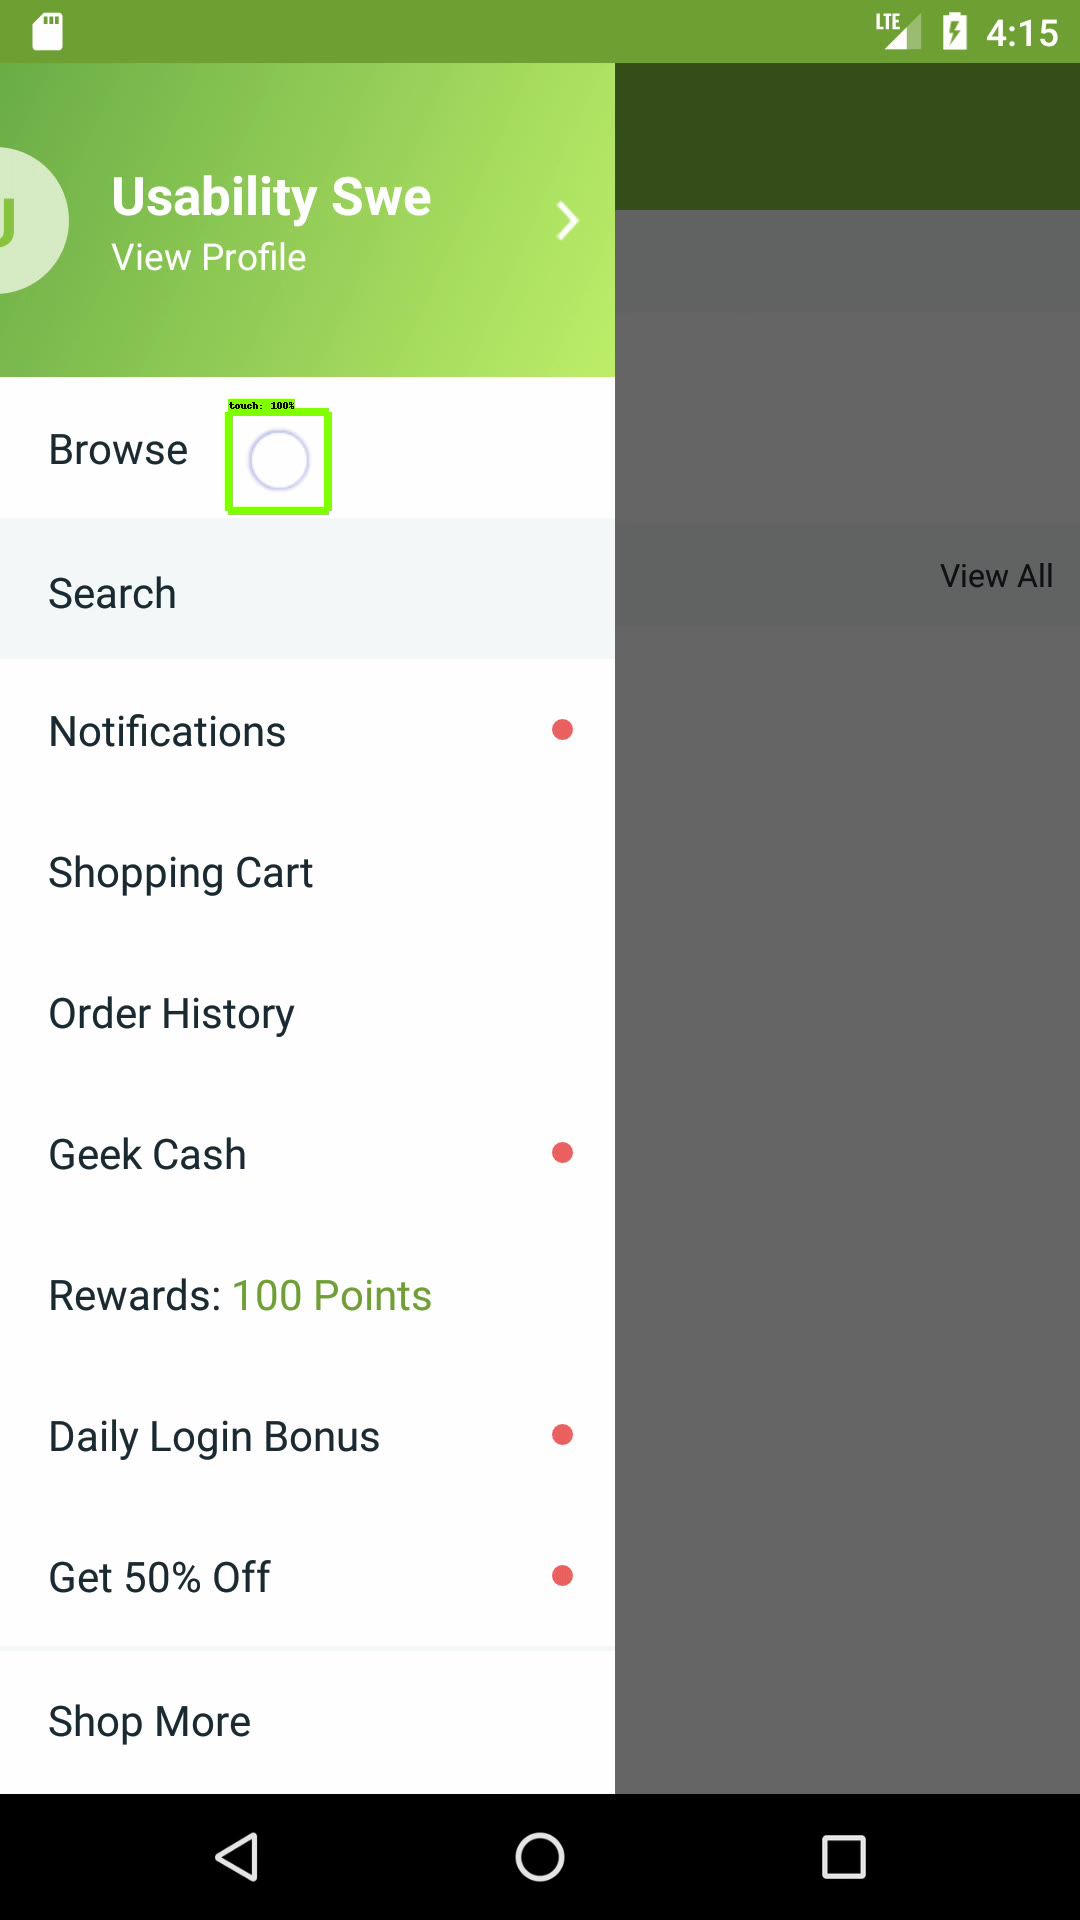 LTE 4:15
U
Usability Swe
View Profile
touch: 100%
Browse
Search
View All
Notifications
Shopping Cart
Order History
Geek Cash
Rewards: 100 Points
Daily Login Bonus
Get 50% Off
Shop More